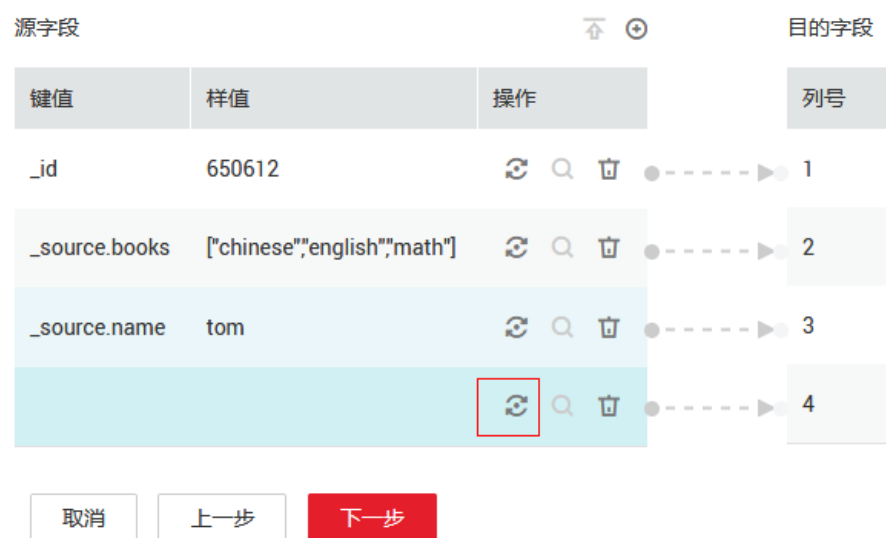 源字段 目的字段
键值 样值 操作 列号
_id 650612 1
_source.books ["chinese","english","math"] 2
_source.name tom 3
4
取消 上一步 下一步